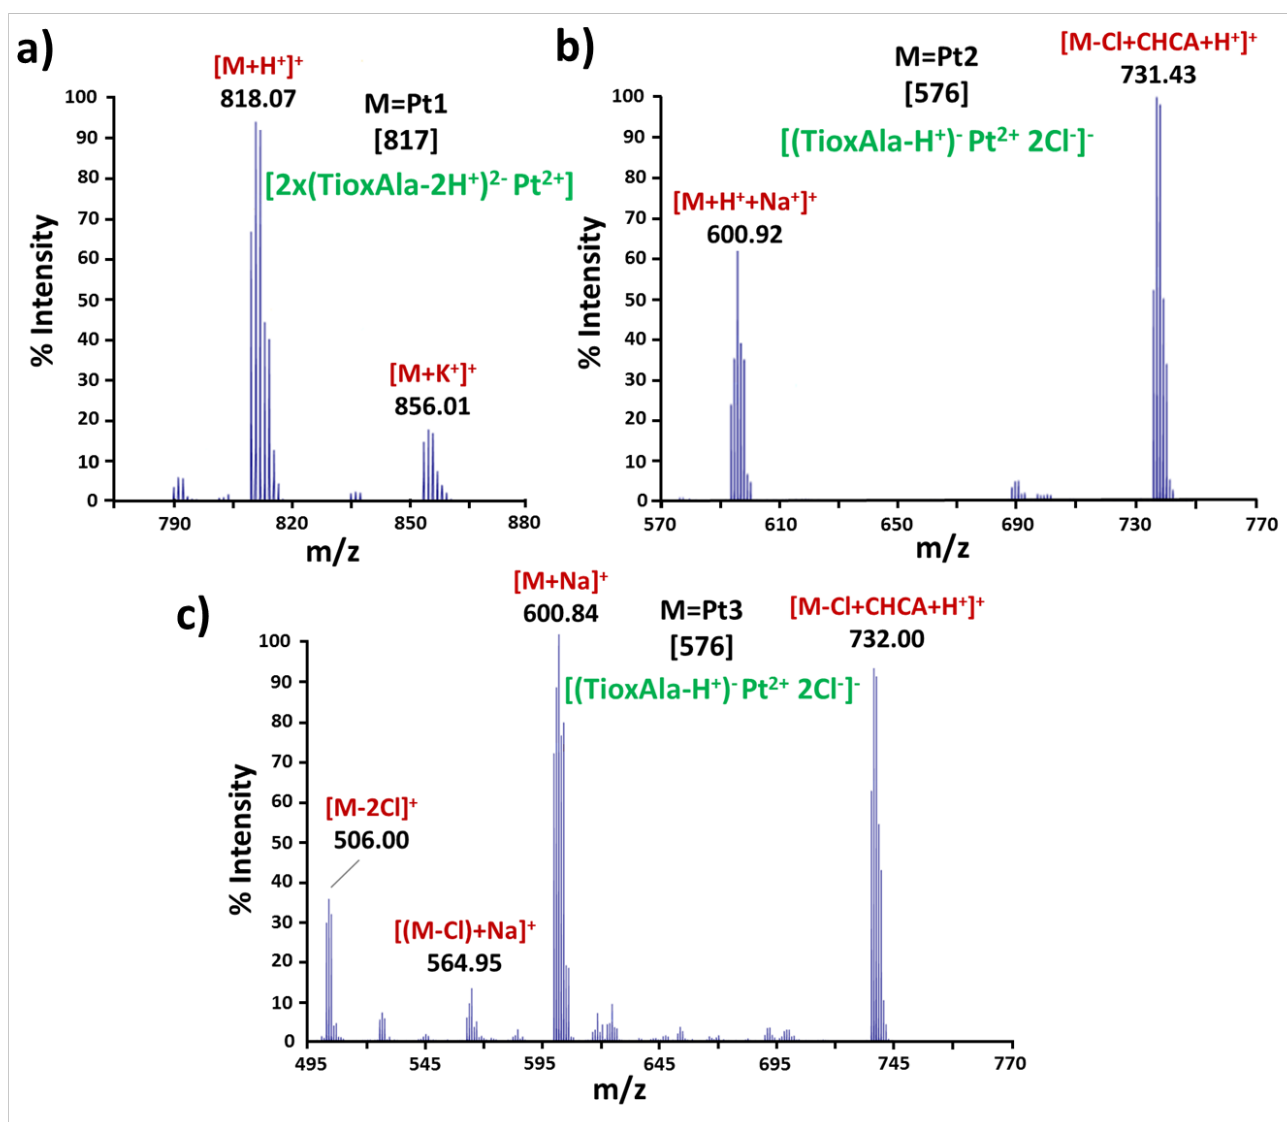 a)
[M+H⁺]⁺
818.07
M=Pt1
[817]
[2x(TioxAla-2H⁺)²⁻ Pt²⁺]
[M+K⁺]⁺
856.01
% Intensity
100
90
80
70
60
50
40
30
20
10
0
790 820 850 880
m/z
b)
M=Pt2
[576]
[(TioxAla-H⁺)⁻ Pt²⁺ 2Cl⁻]⁻
[M-Cl+CHCA+H⁺]⁺
731.43
[M+H⁺+Na⁺]⁺
600.92
% Intensity
100
90
80
70
60
50
40
30
20
10
0
570 610 650 690 730 770
m/z
c)
[M+Na]⁺
600.84
M=Pt3
[576]
[(TioxAla-H⁺)⁻ Pt²⁺ 2Cl⁻]⁻
[M-Cl+CHCA+H⁺]⁺
732.00
[M-2Cl]⁺
506.00
[(M-Cl)+Na]⁺
564.95
% Intensity
100
90
80
70
60
50
40
30
20
10
0
495 545 595 645 695 745 770
m/z